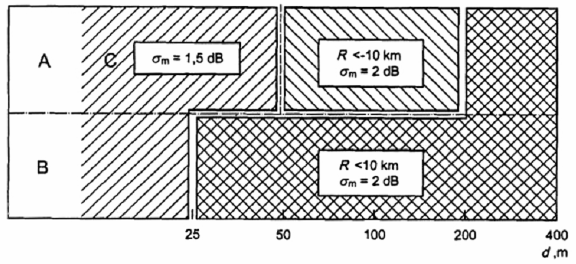 A
C
σm = 1,5 dB
R <-10 km
σm = 2 dB
B
R <10 km
σm = 2 dB
25 50 100 200 400
d ,m